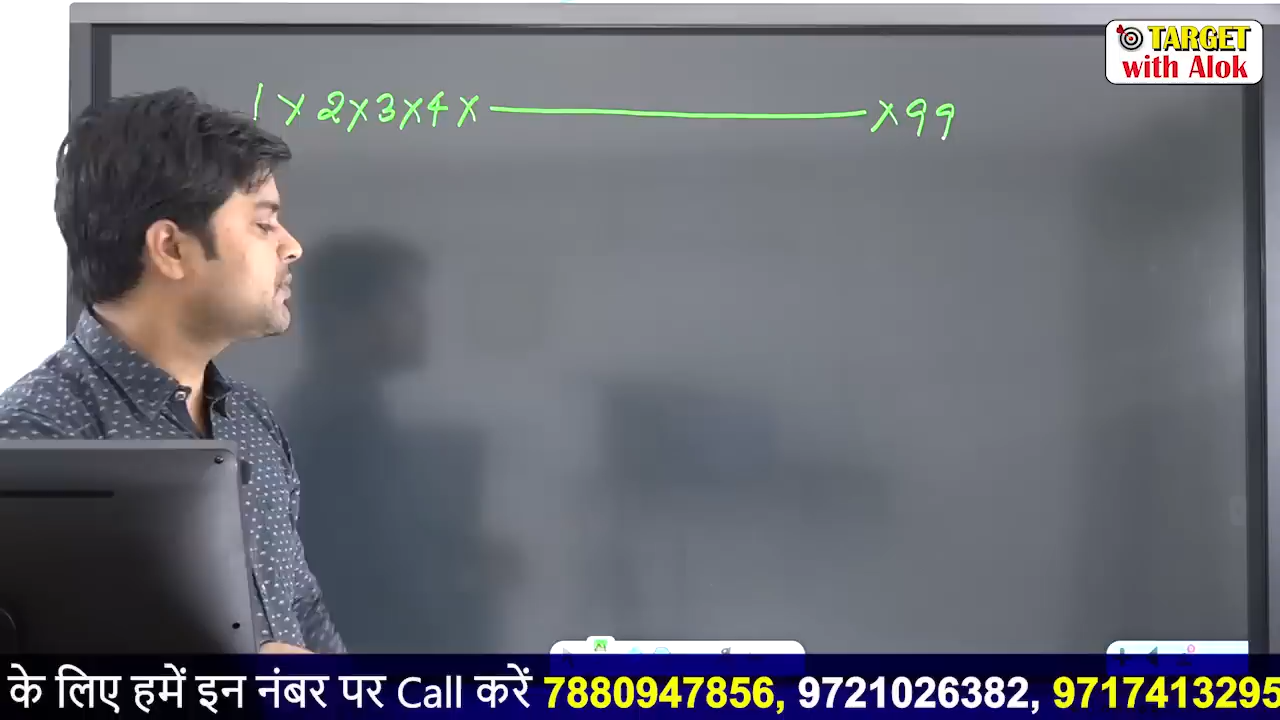 TARGET
with Alok
1 × 2 × 3 × 4 × ———— × 99
के लिए हमें इन नंबर पर Call करें 7880947856, 9721026382, 9717413295